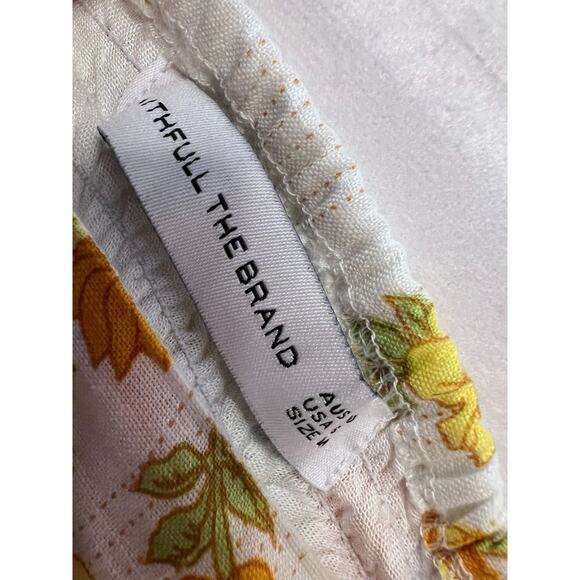 ITHFULL THE BRAND
AUS
USA
SIZE